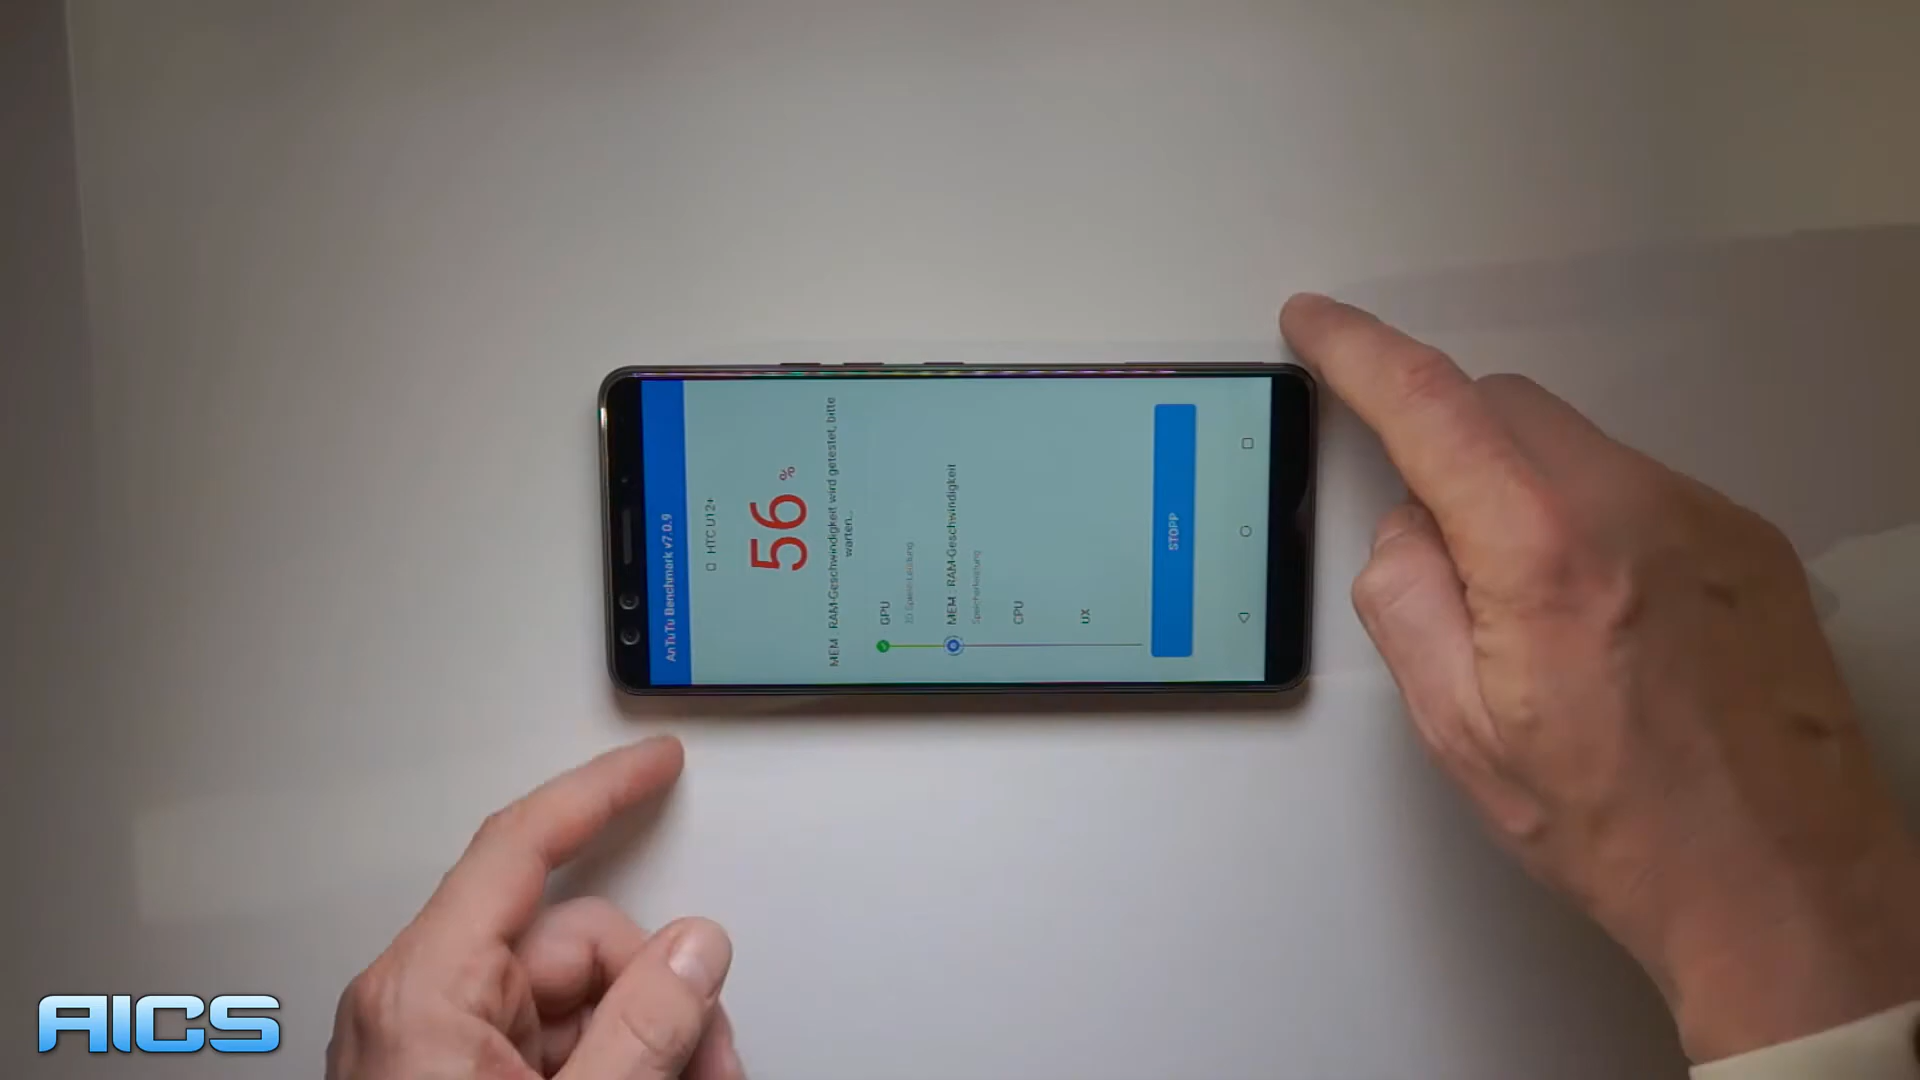 AnTuTu Benchmark v7.0.9
HTC U12+
56 %
MEM : RAM-Geschwindigkeit wird getestet, bitte
warten...
GPU
MEM : RAM-Geschwindigkeit
Speicherleistung
CPU
UX
STOPP
AICS